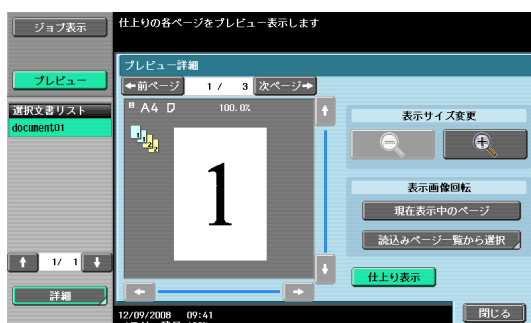 ジョブ表示
仕上りの各ページをプレビュー表示します
プレビュー
プレビュー詳細
←前ページ
1 / 3
次ページ→
選択文書リスト
document01
A4
100.0%
1 1 2 2
1
表示サイズ変更
表示画像回転
現在表示中のページ
読込みページ一覧から選択
仕上り表示
1/ 1
詳細
12/09/2008 09:41
閉じる